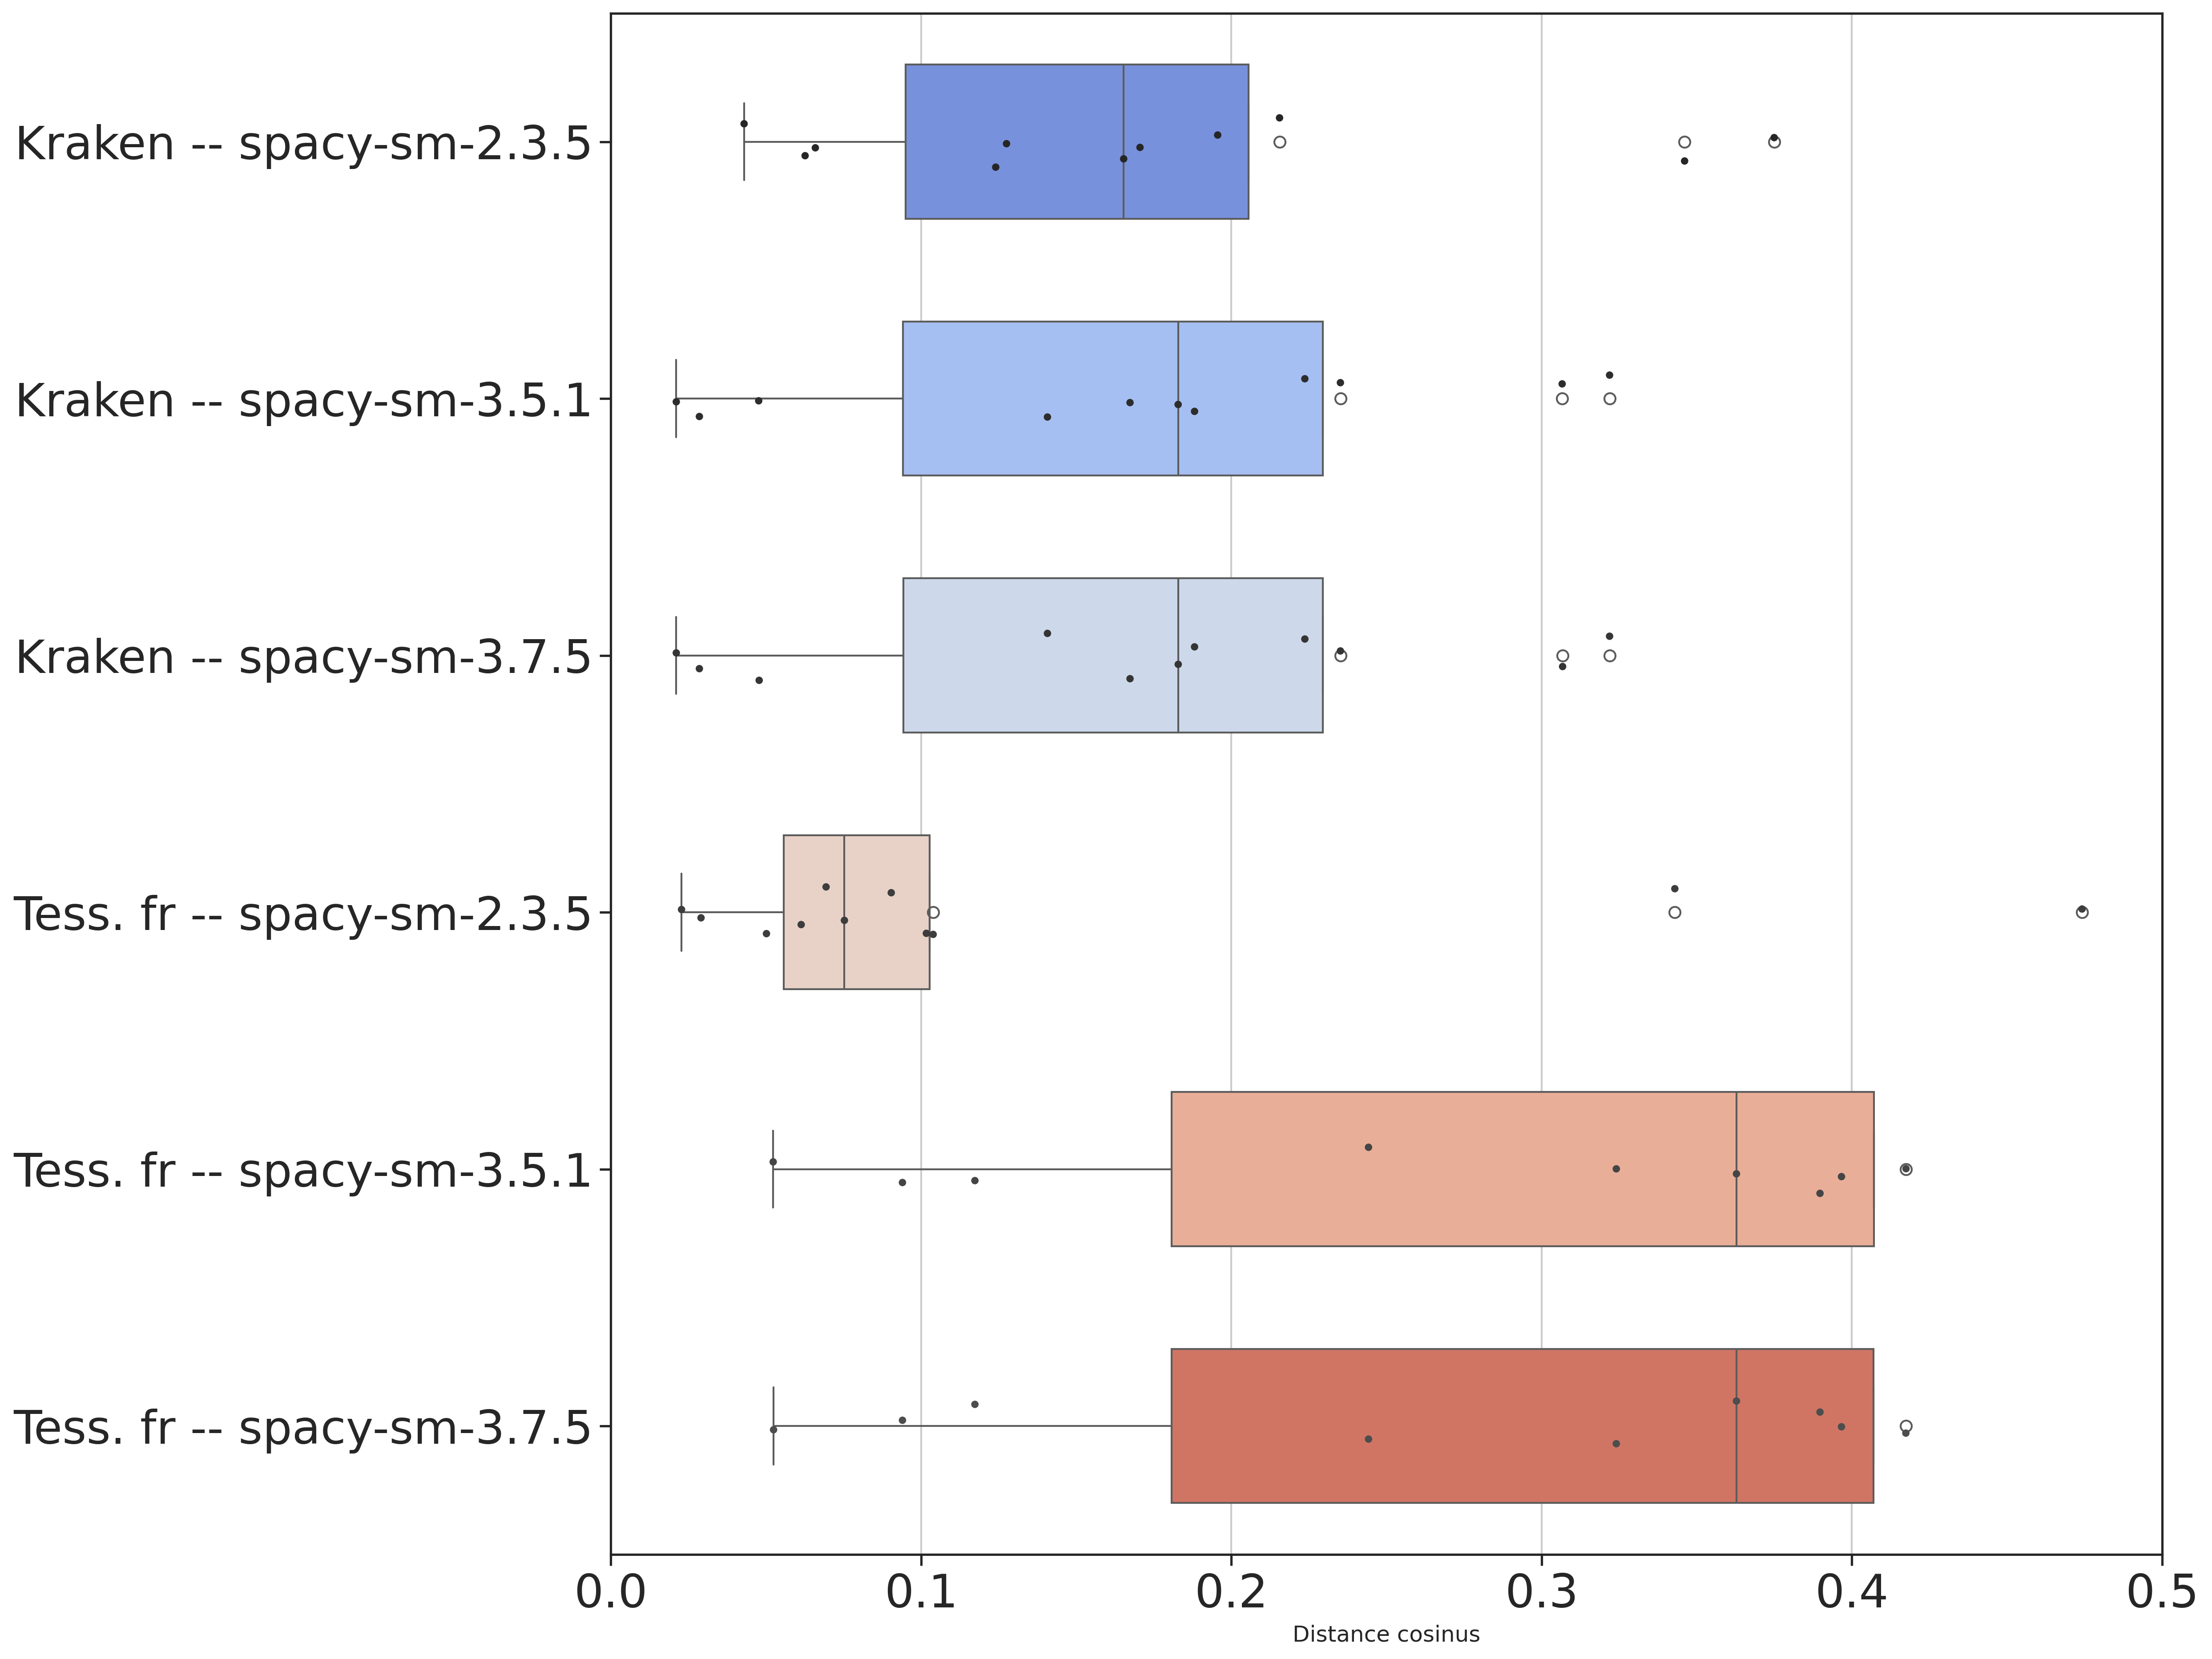 Kraken -- spacy-sm-2.3.5
Kraken -- spacy-sm-3.5.1
Kraken -- spacy-sm-3.7.5
Tess. fr -- spacy-sm-2.3.5
Tess. fr -- spacy-sm-3.5.1
Tess. fr -- spacy-sm-3.7.5
0.0 0.1 0.2 0.3 0.4 0.5
Distance cosinus